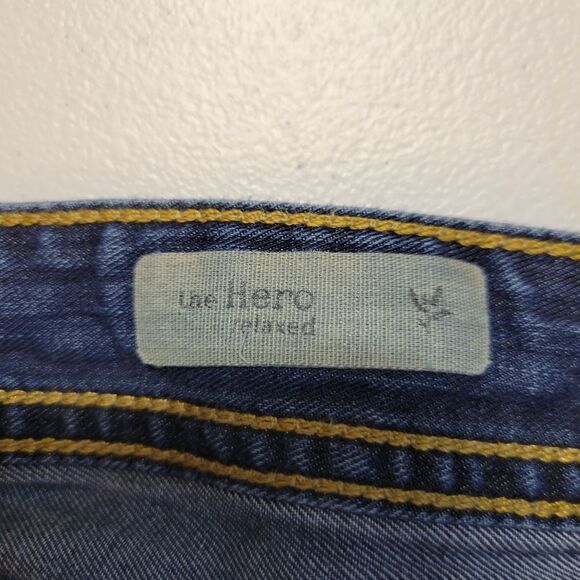 the Hero
relaxed